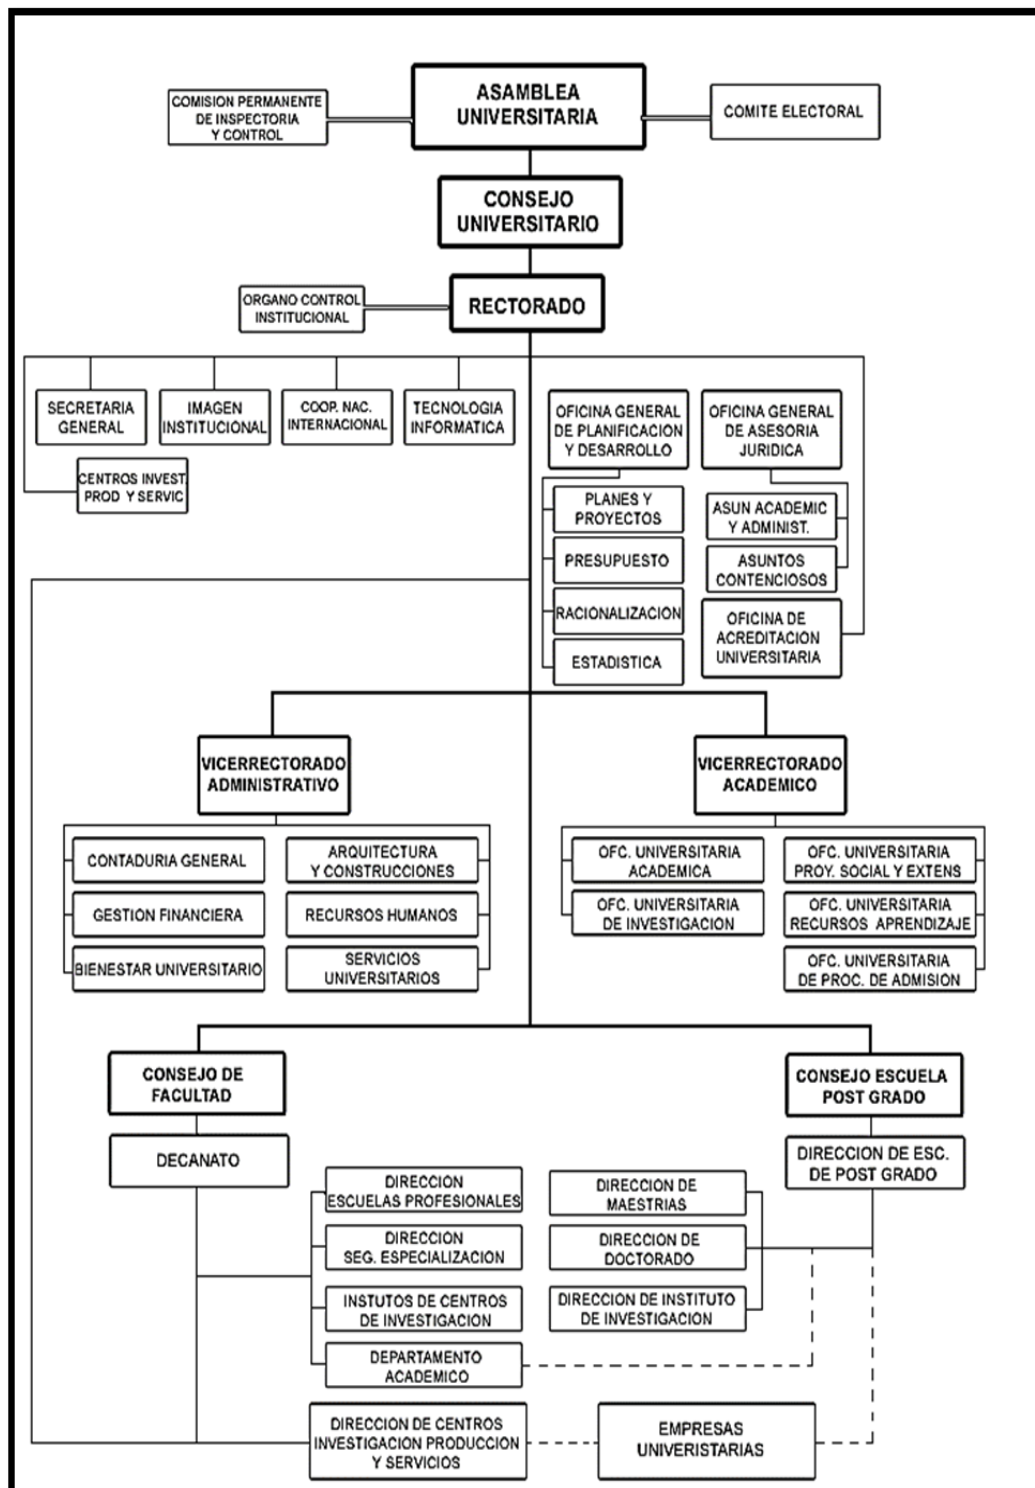 ASAMBLEA
UNIVERSITARIA
COMISION PERMANENTE
DE INSPECTORIA
Y CONTROL
COMITE ELECTORAL
CONSEJO
UNIVERSITARIO
RECTORADO
ORGANO CONTROL
INSTITUCIONAL
SECRETARIA
GENERAL
IMAGEN
INSTITUCIONAL
COOP. NAC.
INTERNACIONAL
TECNOLOGIA
INFORMATICA
CENTROS INVEST.
PROD Y SERVIC
OFICINA GENERAL
DE PLANIFICACION
Y DESARROLLO
OFICINA GENERAL
DE ASESORIA
JURIDICA
PLANES Y
PROYECTOS
PRESUPUESTO
RACIONALIZACION
ESTADISTICA
ASUN ACADEMIC
Y ADMINIST.
ASUNTOS
CONTENCIOSOS
OFICINA DE
ACREDITACION
UNIVERSITARIA
VICERRECTORADO
ADMINISTRATIVO
VICERRECTORADO
ACADEMICO
CONTADURIA GENERAL
GESTION FINANCIERA
BIENESTAR UNIVERSITARIO
ARQUITECTURA
Y CONSTRUCCIONES
RECURSOS HUMANOS
SERVICIOS
UNIVERSITARIOS
OFC. UNIVERSITARIA
ACADEMICA
OFC. UNIVERSITARIA
DE INVESTIGACION
OFC. UNIVERSITARIA
PROY. SOCIAL Y EXTENS
OFC. UNIVERSITARIA
RECURSOS APRENDIZAJE
OFC. UNIVERSITARIA
DE PROC. DE ADMISION
CONSEJO DE
FACULTAD
DECANATO
CONSEJO ESCUELA
POST GRADO
DIRECCION DE ESC.
DE POST GRADO
DIRECCION
ESCUELAS PROFESIONALES
DIRECCION
SEG. ESPECIALIZACION
INSTUTOS DE CENTROS
DE INVESTIGACION
DEPARTAMENTO
ACADEMICO
DIRECCION DE
MAESTRIAS
DIRECCION DE
DOCTORADO
DIRECCION DE INSTITUTO
DE INVESTIGACION
DIRECCION DE CENTROS
INVESTIGACION PRODUCCION
Y SERVICIOS
EMPRESAS
UNIVERISTARIAS